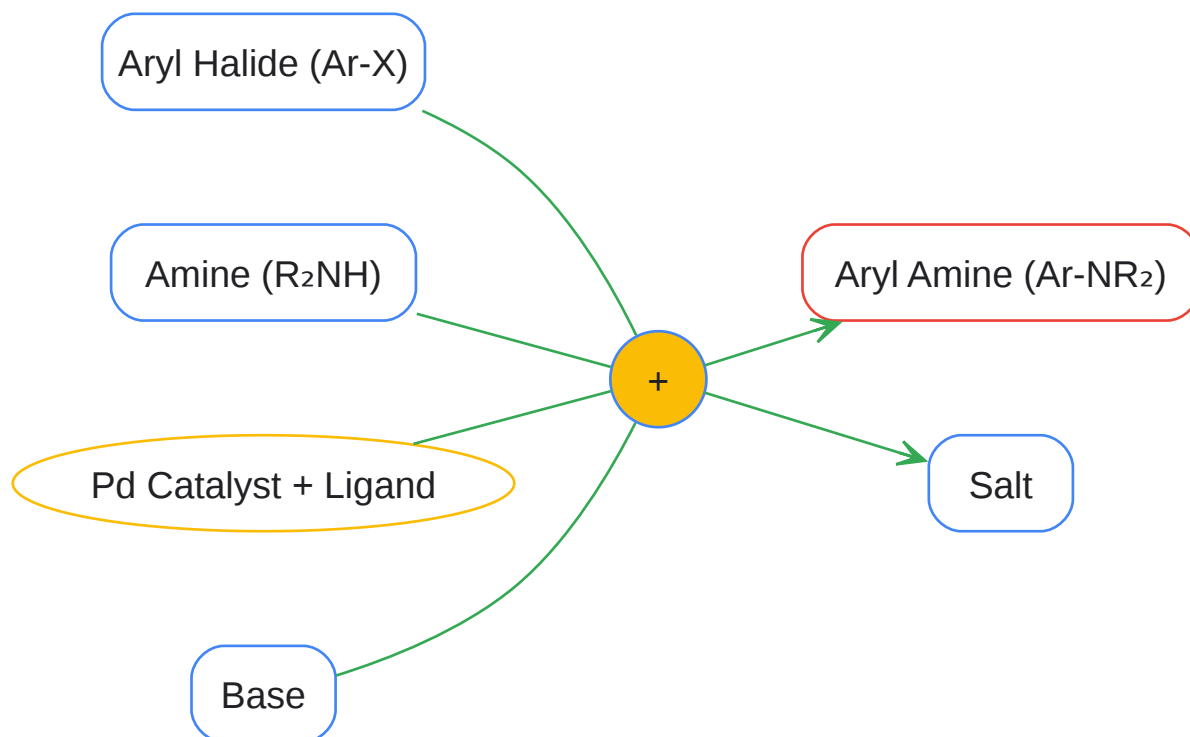 Aryl Halide (Ar-X)
Amine (R₂NH)
Aryl Amine (Ar-NR₂)
+
Pd Catalyst + Ligand
Salt
Base